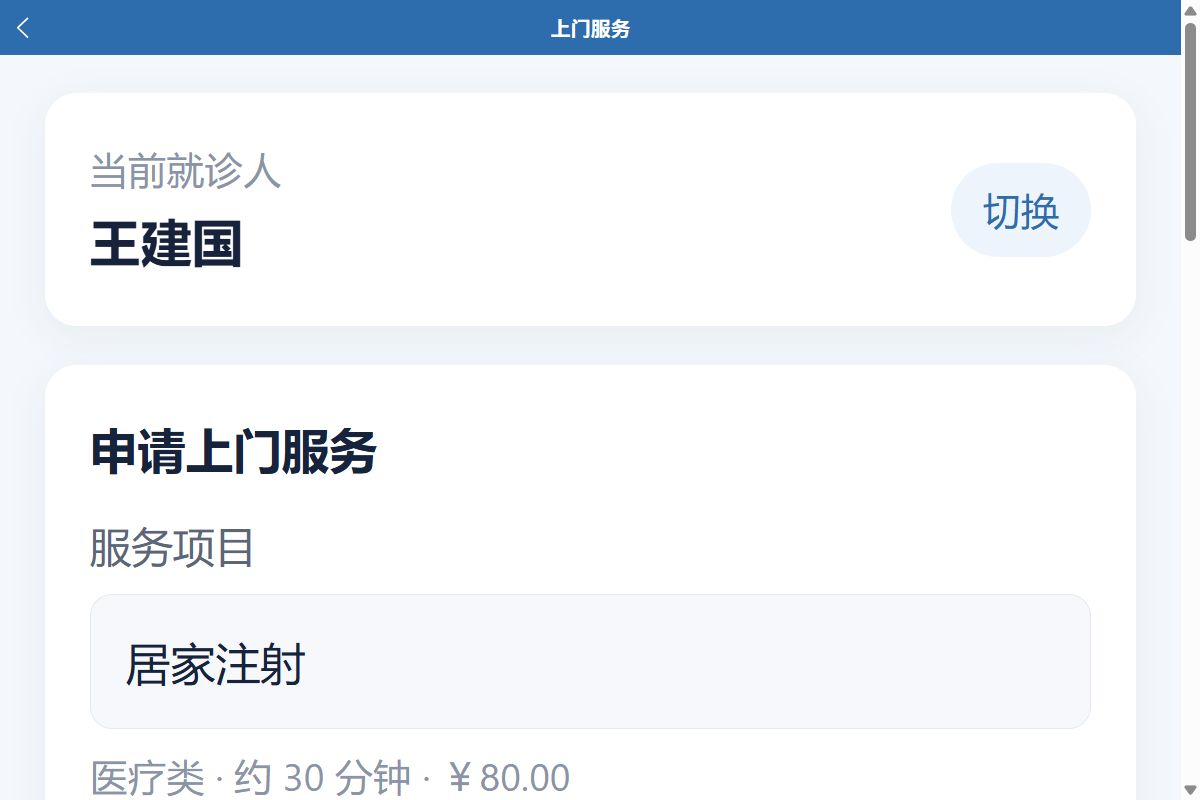 上门服务
当前就诊人
王建国
切换
申请上门服务
服务项目
居家注射
医疗类 · 约 30 分钟 · ￥80.00